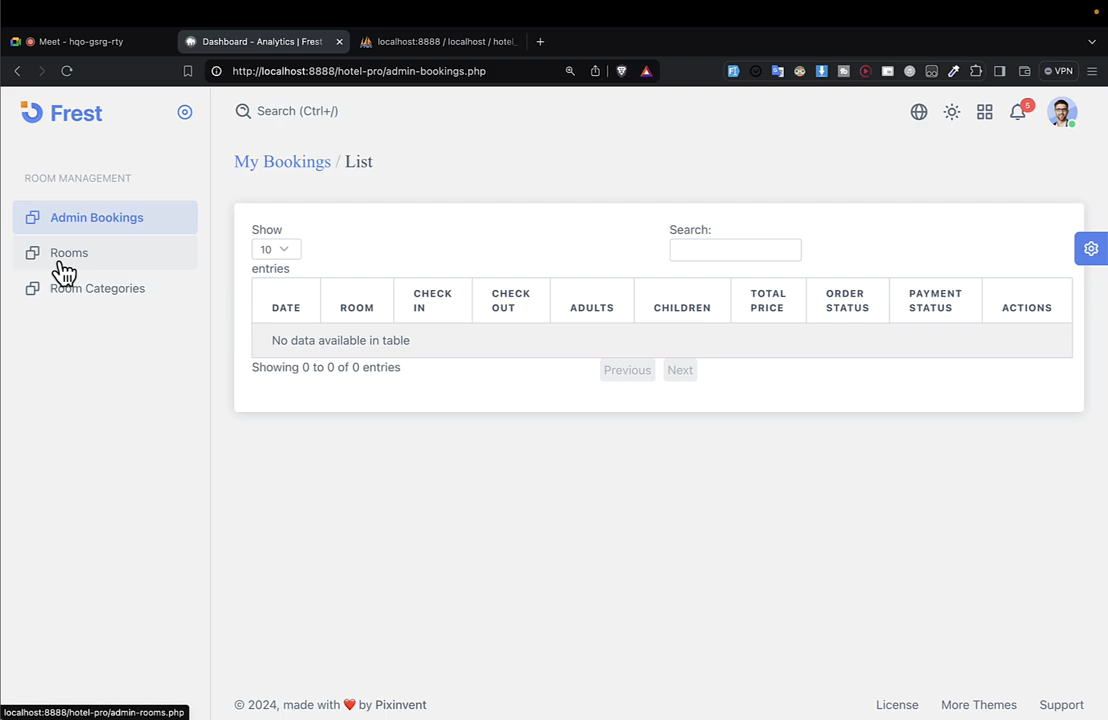 Meet - hqo-gsrg-rty
Dashboard - Analytics | Frest
localhost:8888 / localhost / hotel_
http://localhost:8888/hotel-pro/admin-bookings.php
VPN
Frest
Search (Ctrl+/)
5
ROOM MANAGEMENT
Admin Bookings
Rooms
Room Categories
My Bookings / List
Show
10
entries
Search:
DATE
ROOM
CHECK IN
CHECK OUT
ADULTS
CHILDREN
TOTAL PRICE
ORDER STATUS
PAYMENT STATUS
ACTIONS
No data available in table
Showing 0 to 0 of 0 entries
Previous
Next
© 2024, made with ❤️ by Pixinvent
License
More Themes
Support
localhost:8888/hotel-pro/admin-rooms.php